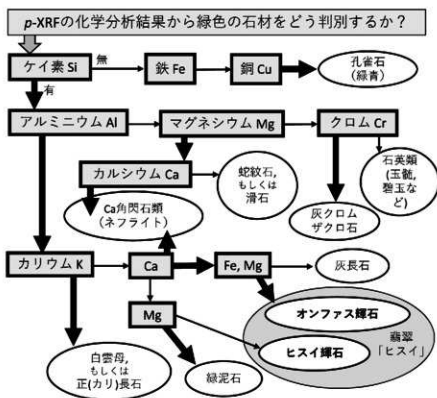 p-XRFの化学分析結果から緑色の石材をどう判別するか？
ケイ素 Si
無
鉄 Fe
銅 Cu
孔雀石
（緑青）
有
アルミニウム Al
マグネシウム Mg
クロム Cr
カルシウム Ca
蛇紋石,
もしくは
滑石
石英類
（玉髄,
碧玉な
ど）
Ca角閃石類
（ネフライト）
灰クロム
ザクロ石
カリウム K
Ca
Fe, Mg
灰長石
オンファス輝石
Mg
ヒスイ輝石
翡翠
「ヒスイ」
白雲母,
もしくは
正(カリ)長石
緑泥石